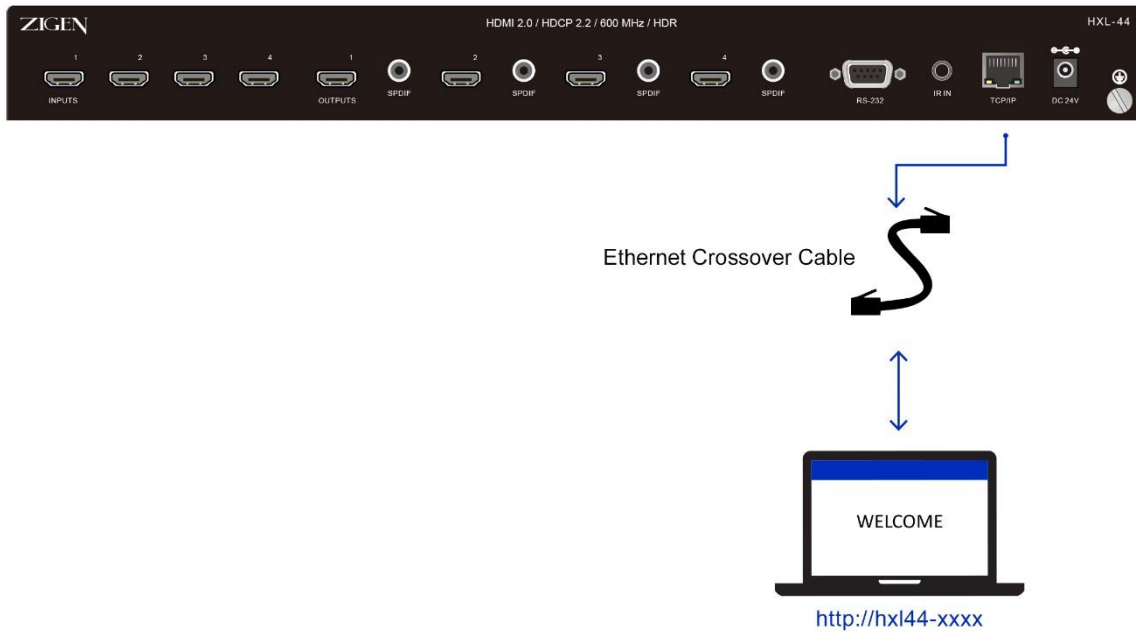 ZIGEN
HDMI 2.0 / HDCP 2.2 / 600 MHz / HDR
HXL-44
1 2 3 4 1 2 3 4
INPUTS OUTPUTS SPDIF SPDIF SPDIF SPDIF RS-232 IR IN TCP/IP DC 24V
Ethernet Crossover Cable
WELCOME
http://hxl44-xxxx